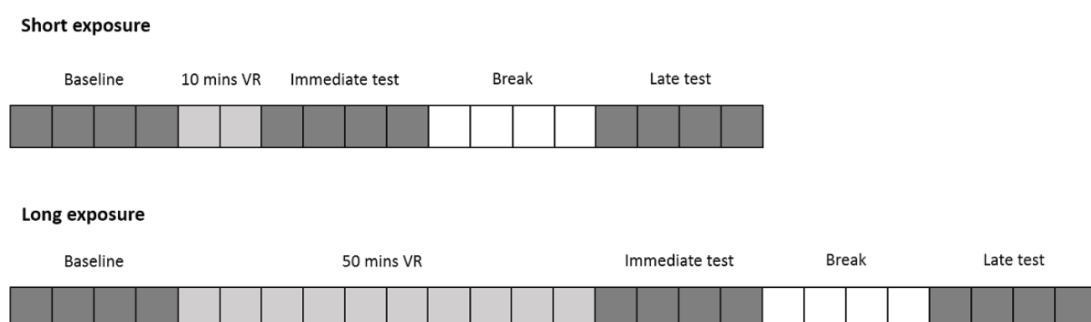 Short exposure
Baseline 10 mins VR Immediate test Break Late test
Long exposure
Baseline 50 mins VR Immediate test Break Late test